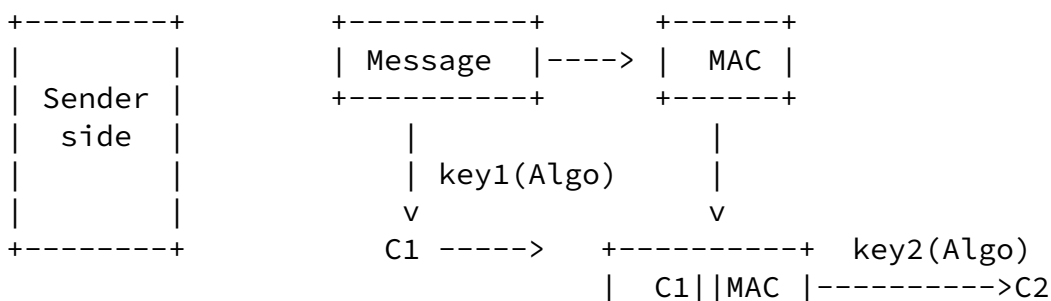 +--------+ +----------+ +------+
| | | Message |----> | MAC |
| Sender | +----------+ +------+
| side | | |
| | | key1(Algo) |
| | v v
+--------+ C1 -----> +----------+ key2(Algo)
| C1||MAC |---------->C2